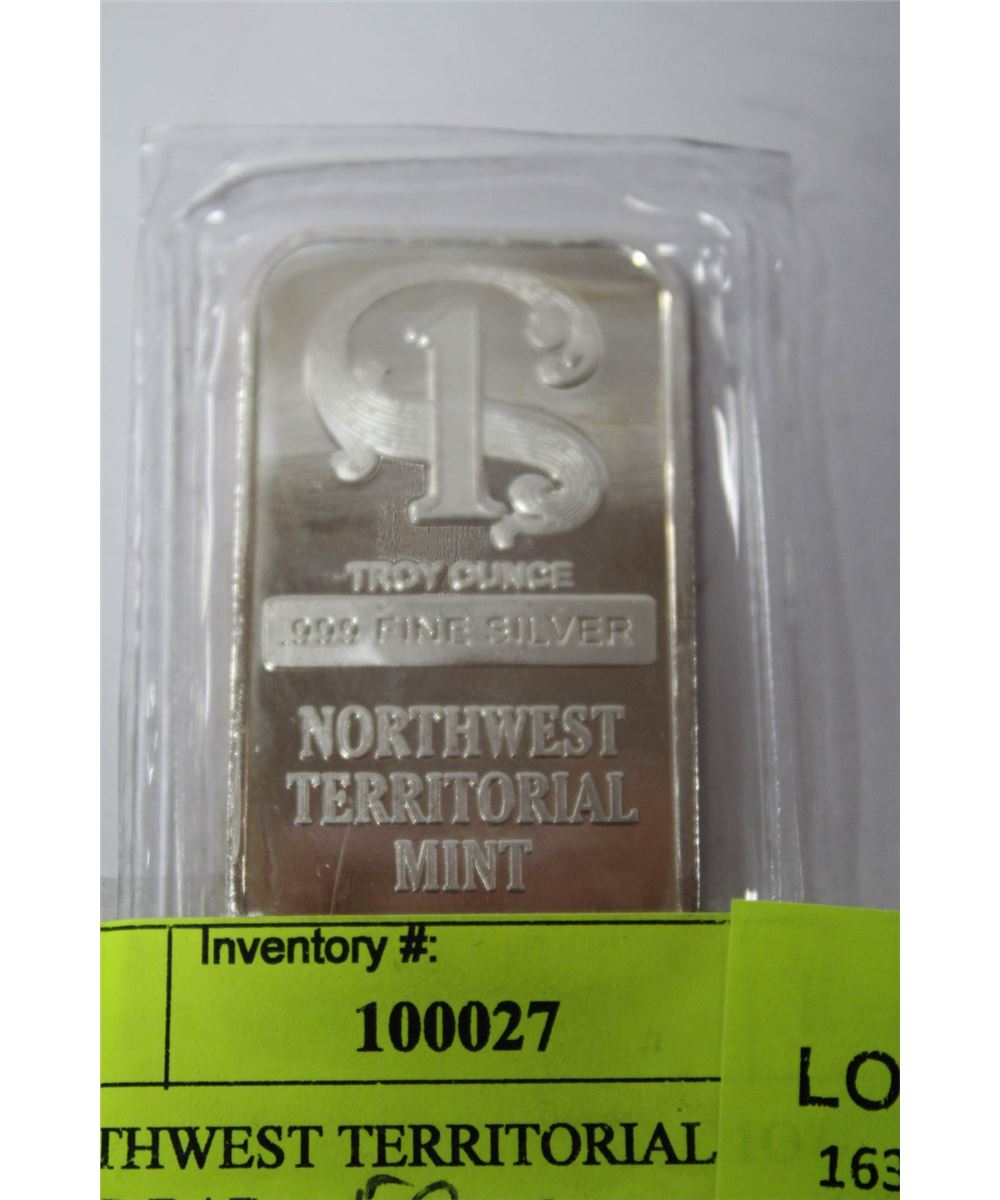 1
TROY OUNCE
.999 FINE SILVER
NORTHWEST
TERRITORIAL
MINT
Inventory #:
100027
THWEST TERRITORIAL
LO
163